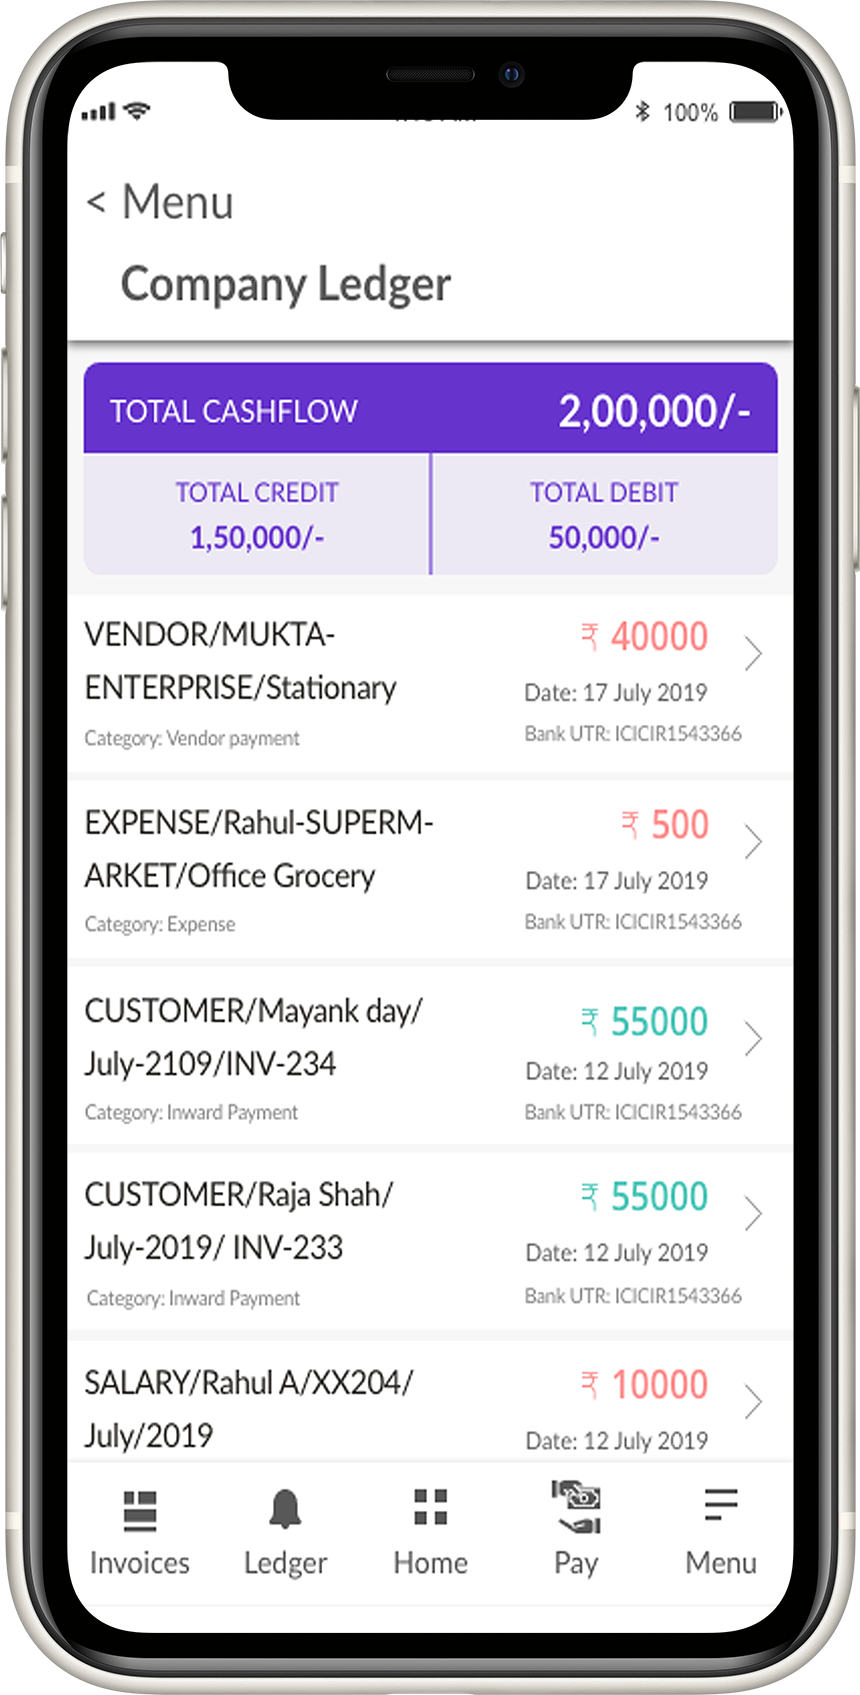 100%
< Menu
Company Ledger
TOTAL CASHFLOW 2,00,000/-
TOTAL CREDIT TOTAL DEBIT
1,50,000/- 50,000/-
VENDOR/MUKTA- ₹ 40000
ENTERPRISE/Stationary Date: 17 July 2019
Category: Vendor payment Bank UTR: ICICIR1543366
EXPENSE/Rahul-SUPERM- ₹ 500
ARKET/Office Grocery Date: 17 July 2019
Category: Expense Bank UTR: ICICIR1543366
CUSTOMER/Mayank day/ ₹ 55000
July-2109/INV-234 Date: 12 July 2019
Category: Inward Payment Bank UTR: ICICIR1543366
CUSTOMER/Raja Shah/ ₹ 55000
July-2019/ INV-233 Date: 12 July 2019
Category: Inward Payment Bank UTR: ICICIR1543366
SALARY/Rahul A/XX204/ ₹ 10000
July/2019 Date: 12 July 2019
Invoices Ledger Home Pay Menu